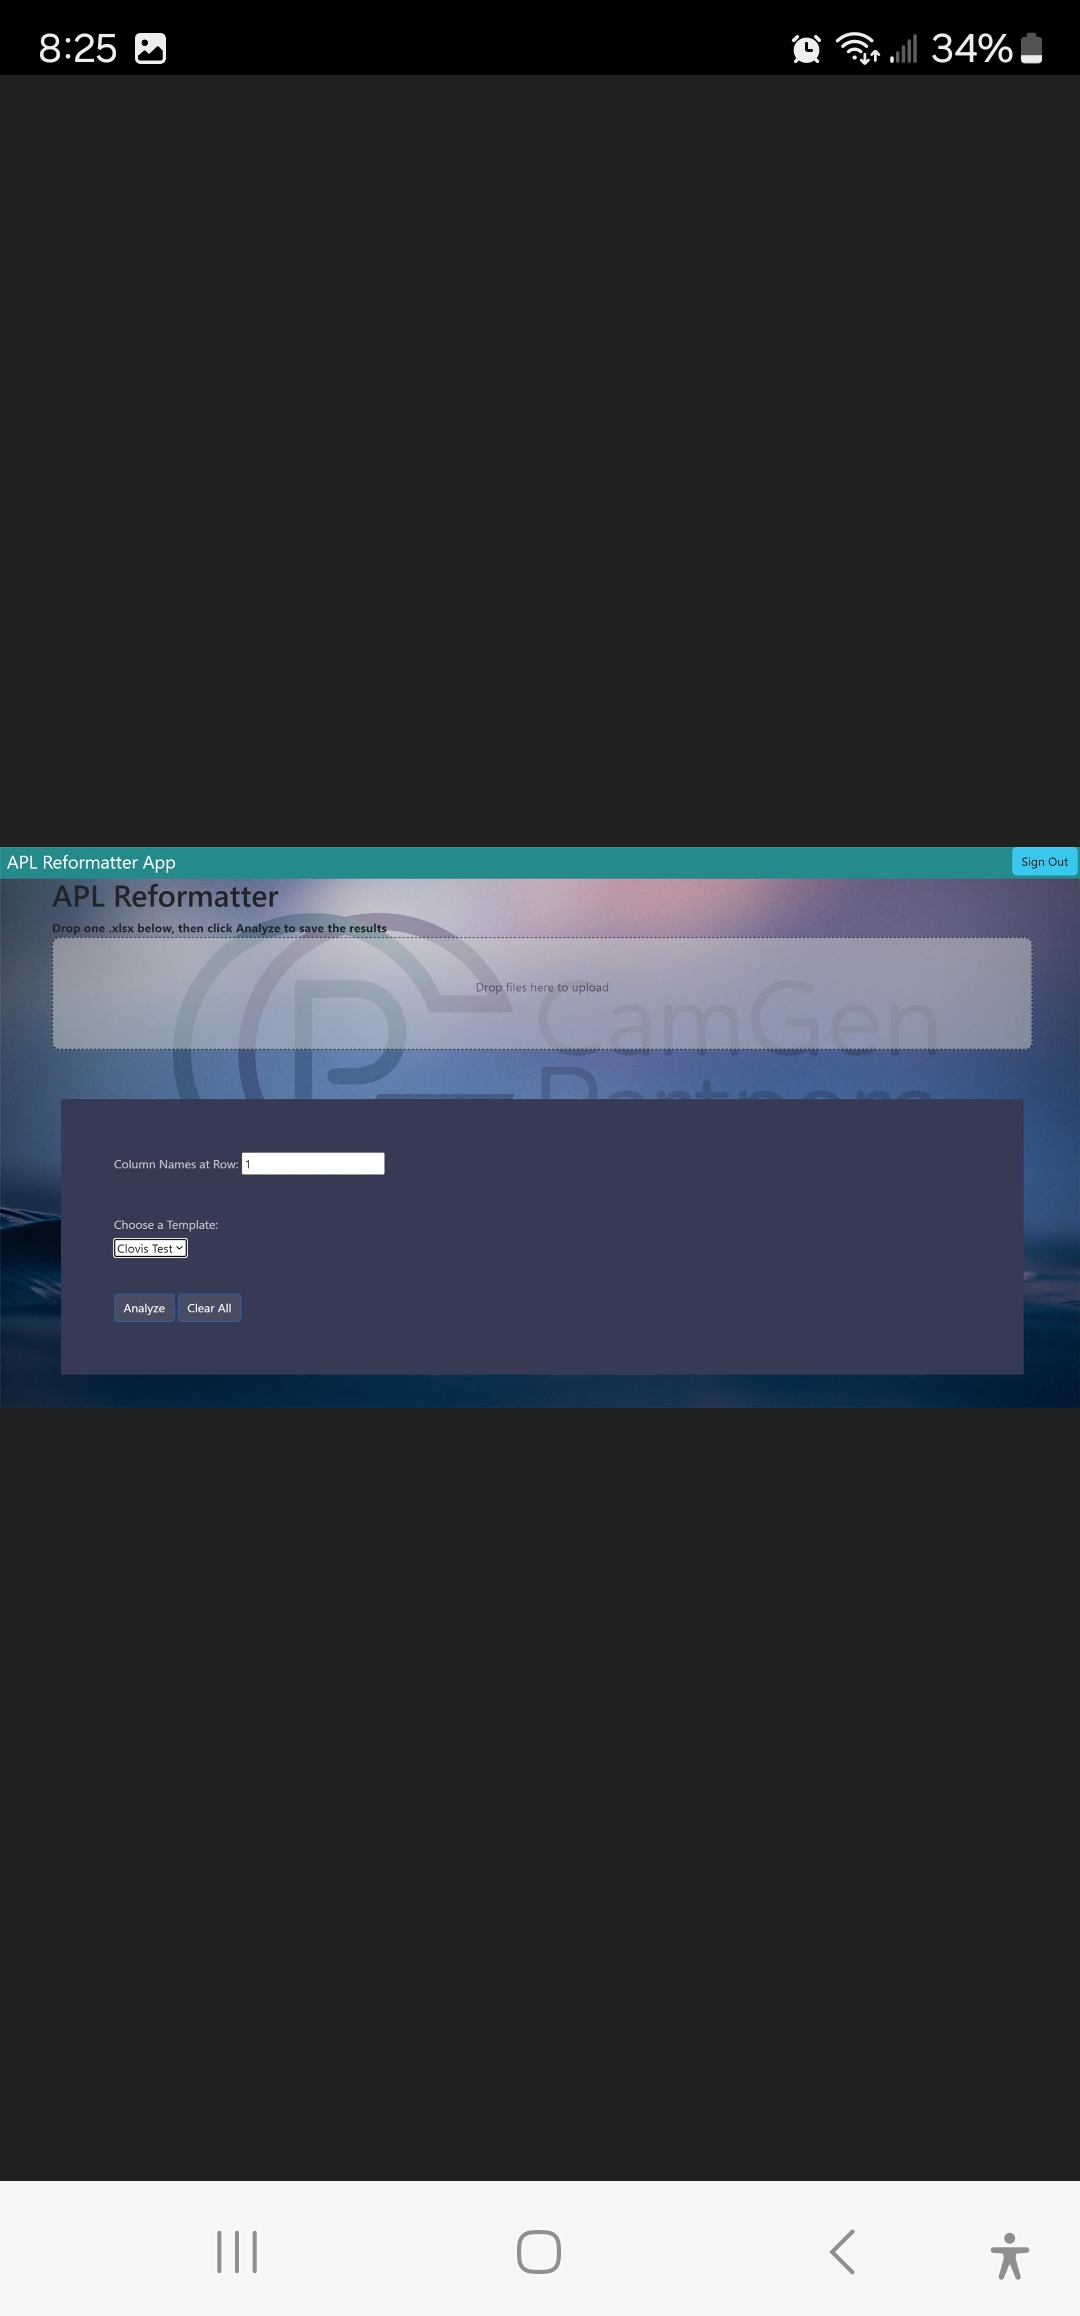 8:25 34%
APL Reformatter App Sign Out
APL Reformatter
Drop one .xlsx below, then click Analyze to save the results
Drop files here to upload
CamGen
Partners
Column Names at Row: 1
Choose a Template:
Clovis Test
Analyze Clear All